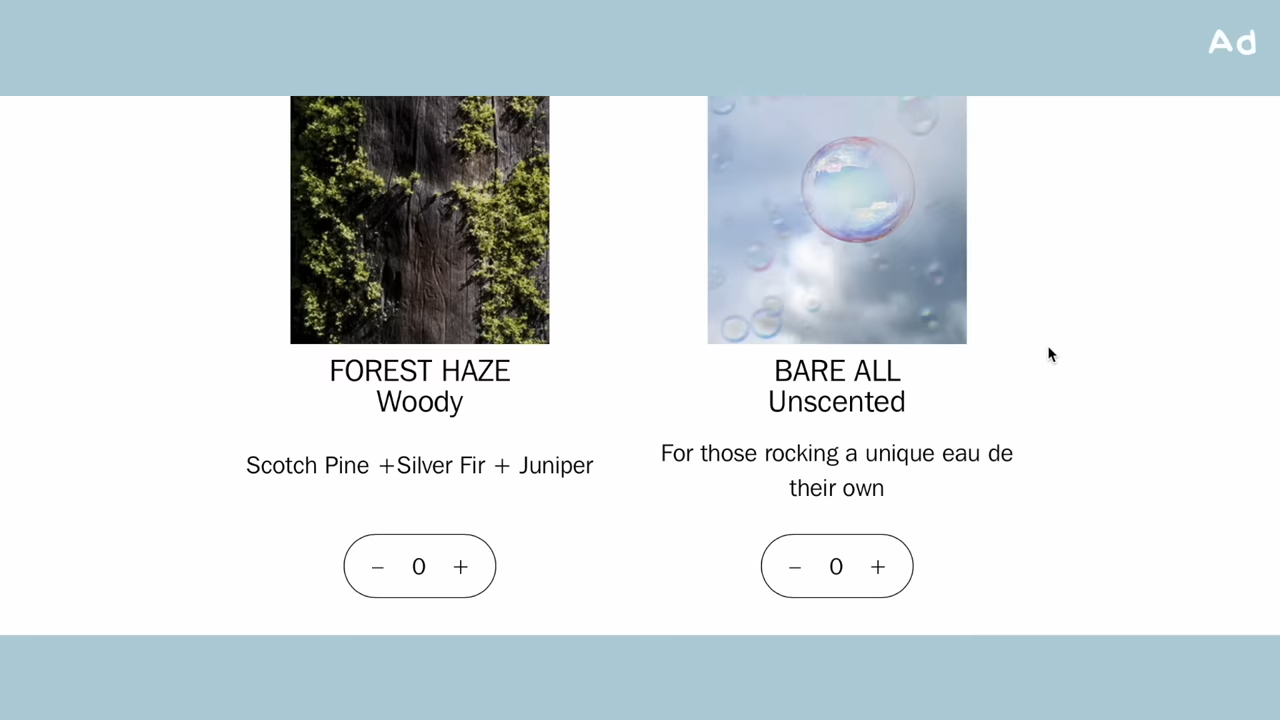 Ad
FOREST HAZE
Woody
Scotch Pine +Silver Fir + Juniper
– 0 +
BARE ALL
Unscented
For those rocking a unique eau de
their own
– 0 +